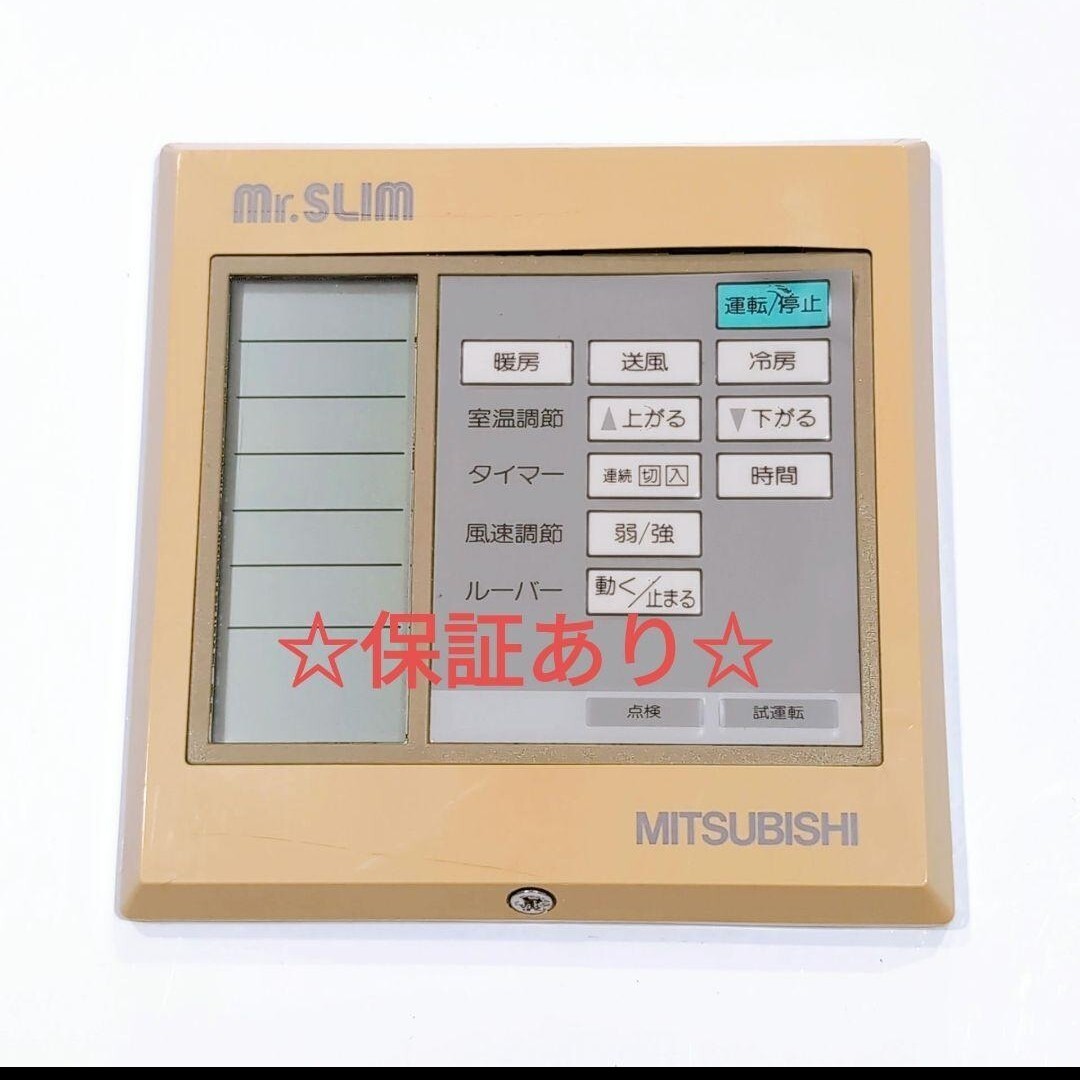 Mr.SLIM
運転/停止
暖房 送風 冷房
室温調節 ▲上がる ▼下がる
タイマー 連続 切 入 時間
風速調節 弱/強
ルーバー 動く/止まる
☆保証あり☆
点検 試運転
MITSUBISHI